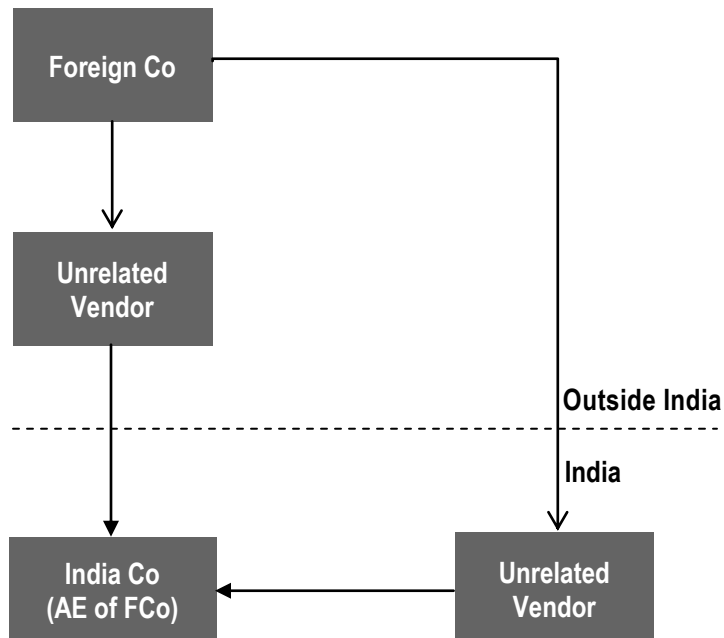 Foreign Co
Unrelated
Vendor
Outside India
India
India Co
(AE of FCo)
Unrelated
Vendor